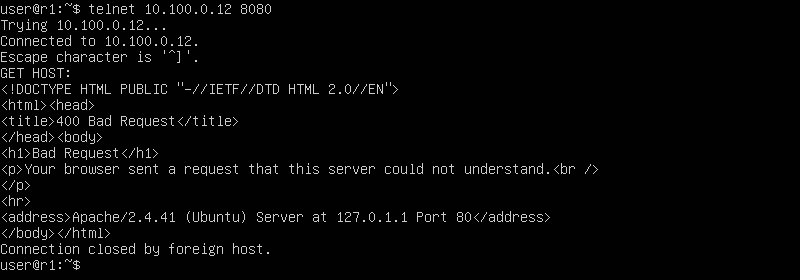 user@r1:~$ telnet 10.100.0.12 8080
Trying 10.100.0.12...
Connected to 10.100.0.12.
Escape character is '^]'.
GET HOST:
<!DOCTYPE HTML PUBLIC "-//IETF//DTD HTML 2.0//EN">
<html><head>
<title>400 Bad Request</title>
</head><body>
<h1>Bad Request</h1>
<p>Your browser sent a request that this server could not understand.<br />
</p>
<hr>
<address>Apache/2.4.41 (Ubuntu) Server at 127.0.1.1 Port 80</address>
</body></html>
Connection closed by foreign host.
user@r1:~$